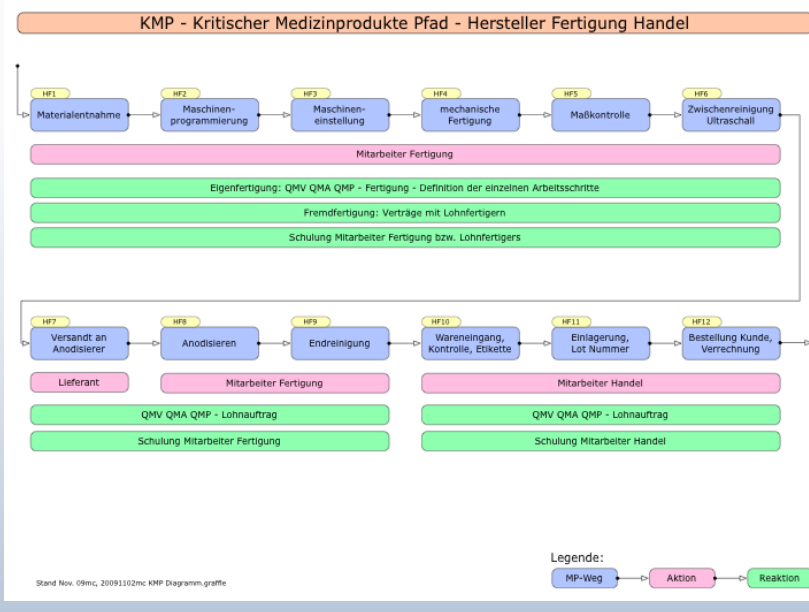 KMP - Kritischer Medizinprodukte Pfad - Hersteller Fertigung Handel
HF1
HF2
HF3
HF4
HF5
HF6
Materialentnahme
Maschinen-
programmierung
Maschinen-
einstellung
mechanische
Fertigung
Maßkontrolle
Zwischenreinigung
Ultraschall
Mitarbeiter Fertigung
Eigenfertigung: QMV QMA QMP - Fertigung - Definition der einzelnen Arbeitsschritte
Fremdfertigung: Verträge mit Lohnfertigern
Schulung Mitarbeiter Fertigung bzw. Lohnfertigers
HF7
HF8
HF9
HF10
HF11
HF12
Versandt an
Anodisierer
Anodisieren
Endreinigung
Wareneingang,
Kontrolle, Etikette
Einlagerung,
Lot Nummer
Bestellung Kunde,
Verrechnung
Lieferant
Mitarbeiter Fertigung
Mitarbeiter Handel
QMV QMA QMP - Lohnauftrag
QMV QMA QMP - Lohnauftrag
Schulung Mitarbeiter Fertigung
Schulung Mitarbeiter Handel
Legende:
MP-Weg
Aktion
Reaktion
Stand Nov. 09mc, 20091102mc KMP Diagramm.graffle